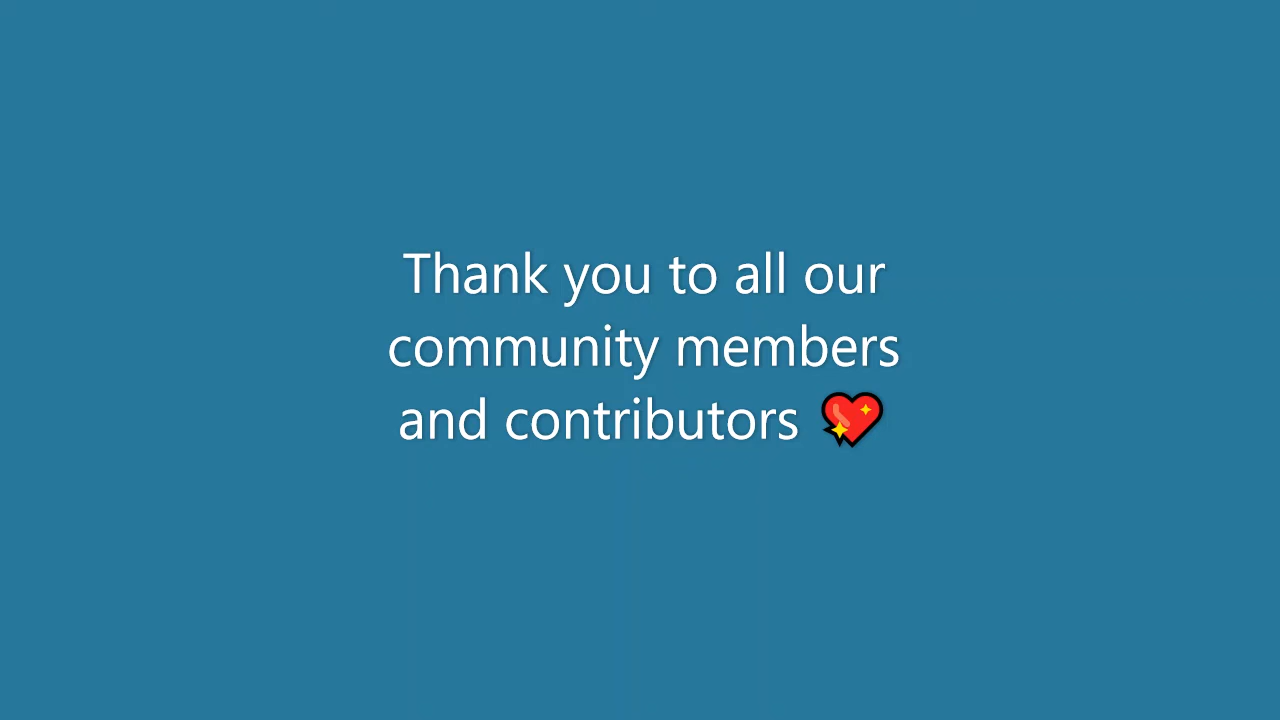 Thank you to all our
community members
and contributors 💖